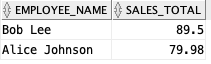 EMPLOYEE_NAME SALES_TOTAL
Bob Lee 89.5
Alice Johnson 79.98